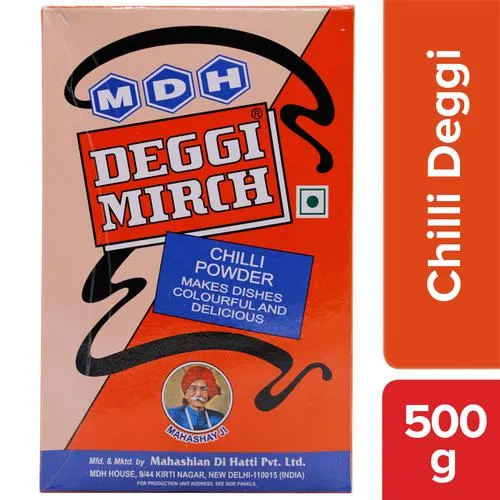 MDH
DEGGI
MIRCH
®
CHILLI
POWDER
MAKES DISHES
COLOURFUL AND
DELICIOUS
MAHASHAY JI
Mfd. & Mktd. by Mahashian Di Hatti Pvt. Ltd.
MDH HOUSE, 9/44 KIRTI NAGAR, NEW DELHI-110015 (INDIA)
FOR PRODUCTION UNIT ADDRESS, SEE SIDE PANELS.
Chilli Deggi
500
g